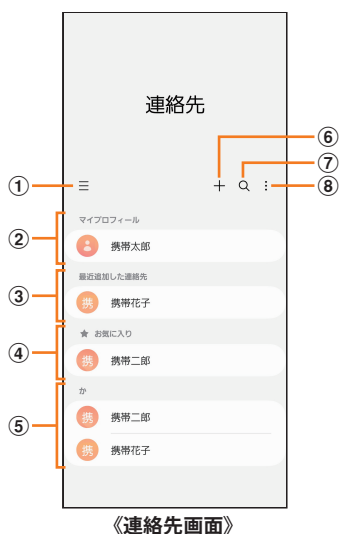 連絡先
⑥
⑦
① ⑧
マイプロフィール
② 携帯太郎
最近追加した連絡先
③ 携 携帯花子
★ お気に入り
④ 携 携帯二郎
か
⑤ 携 携帯二郎
携 携帯花子
《連絡先画面》